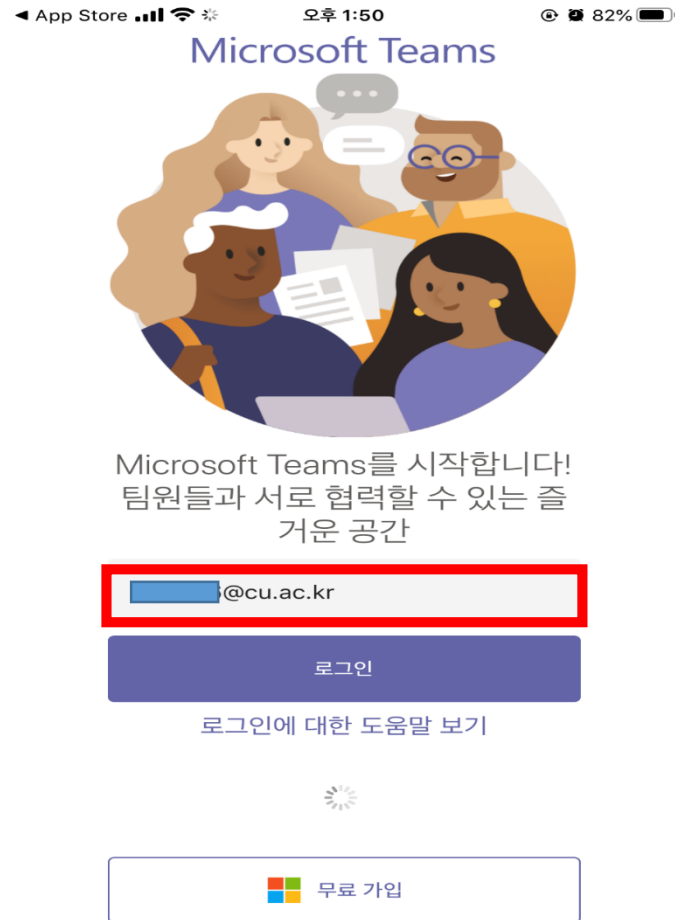 ◀ App Store 오후 1:50 82%
Microsoft Teams
Microsoft Teams를 시작합니다!
팀원들과 서로 협력할 수 있는 즐
거운 공간
@cu.ac.kr
로그인
로그인에 대한 도움말 보기
무료 가입